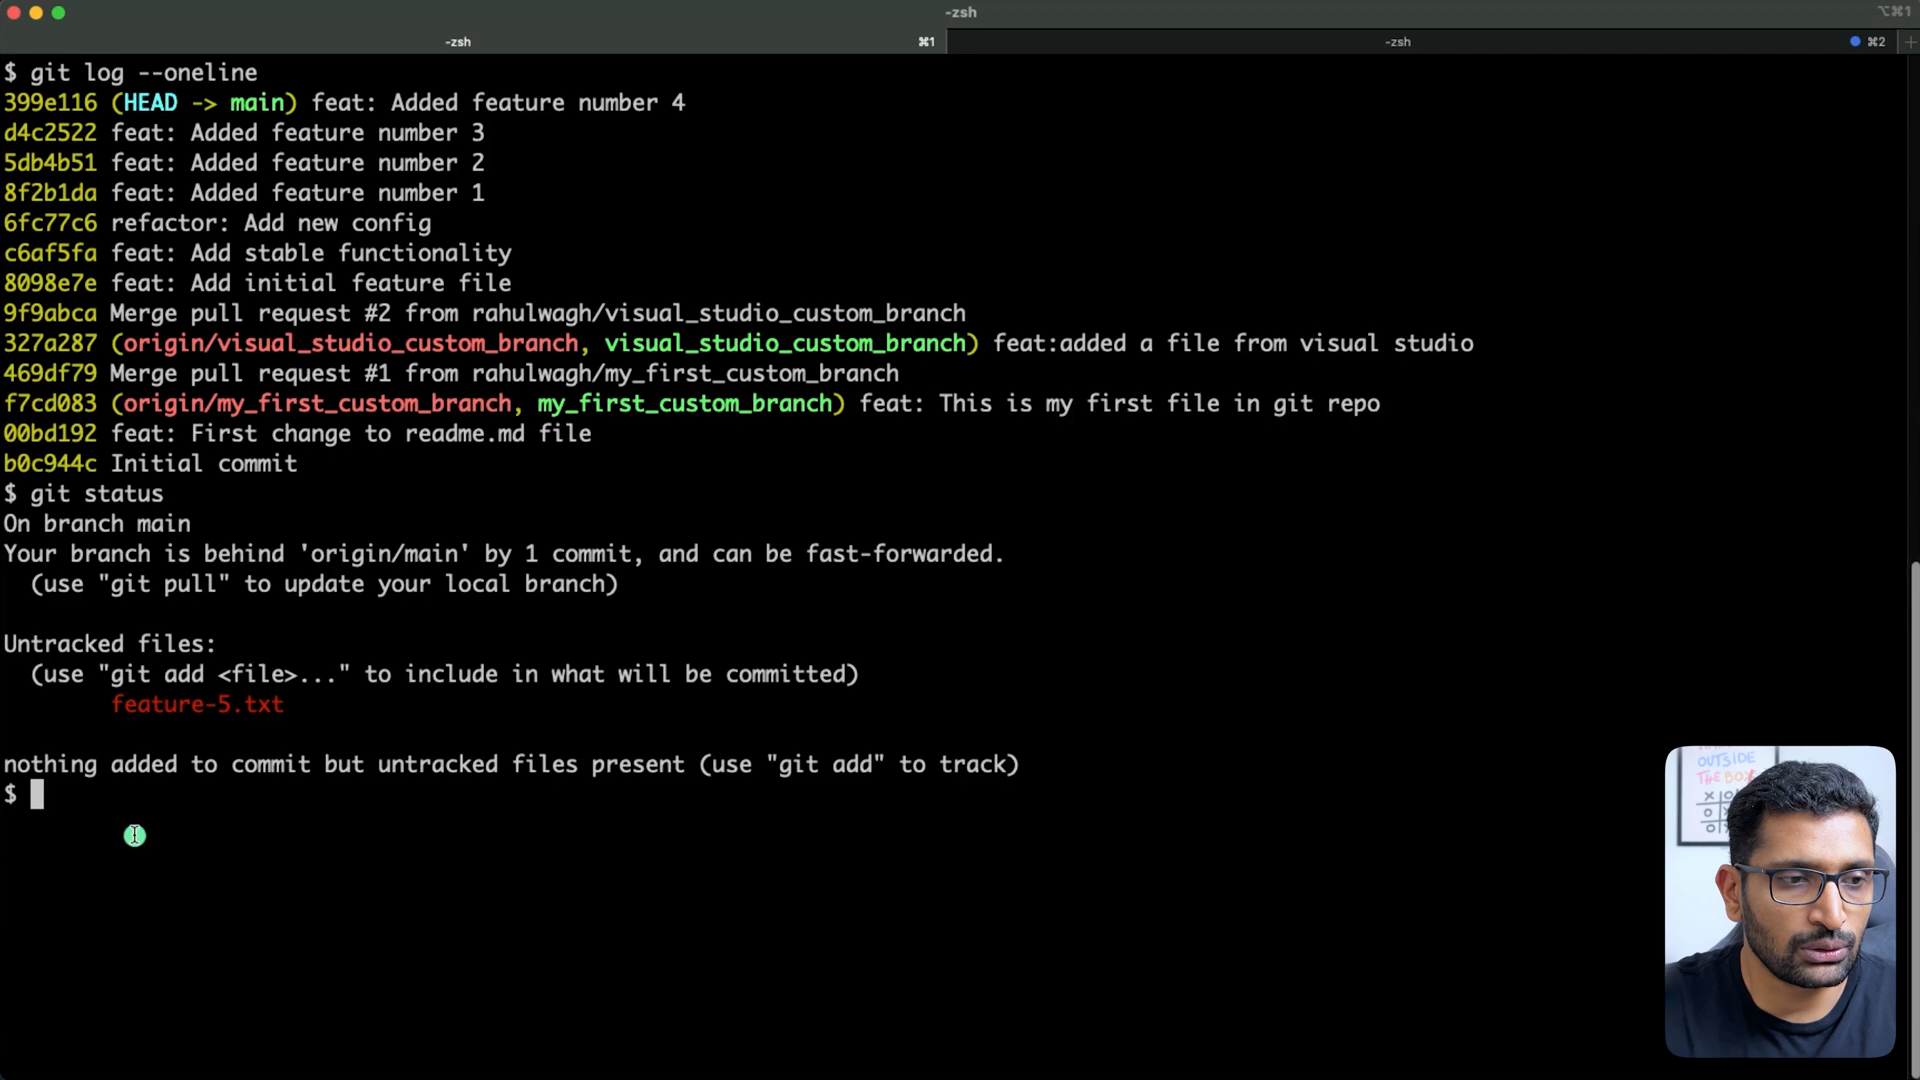 -zsh
⌥⌘1
-zsh
⌘1
-zsh
⌘2
$ git log --oneline
399e116 (HEAD -> main) feat: Added feature number 4
d4c2522 feat: Added feature number 3
5db4b51 feat: Added feature number 2
8f2b1da feat: Added feature number 1
6fc77c6 refactor: Add new config
c6af5fa feat: Add stable functionality
8098e7e feat: Add initial feature file
9f9abca Merge pull request #2 from rahulwagh/visual_studio_custom_branch
327a287 (origin/visual_studio_custom_branch, visual_studio_custom_branch) feat:added a file from visual studio
469df79 Merge pull request #1 from rahulwagh/my_first_custom_branch
f7cd083 (origin/my_first_custom_branch, my_first_custom_branch) feat: This is my first file in git repo
00bd192 feat: First change to readme.md file
b0c944c Initial commit
$ git status
On branch main
Your branch is behind 'origin/main' by 1 commit, and can be fast-forwarded.
(use "git pull" to update your local branch)
Untracked files:
(use "git add <file>..." to include in what will be committed)
feature-5.txt
nothing added to commit but untracked files present (use "git add" to track)
$
OUTSIDE
THE BOX